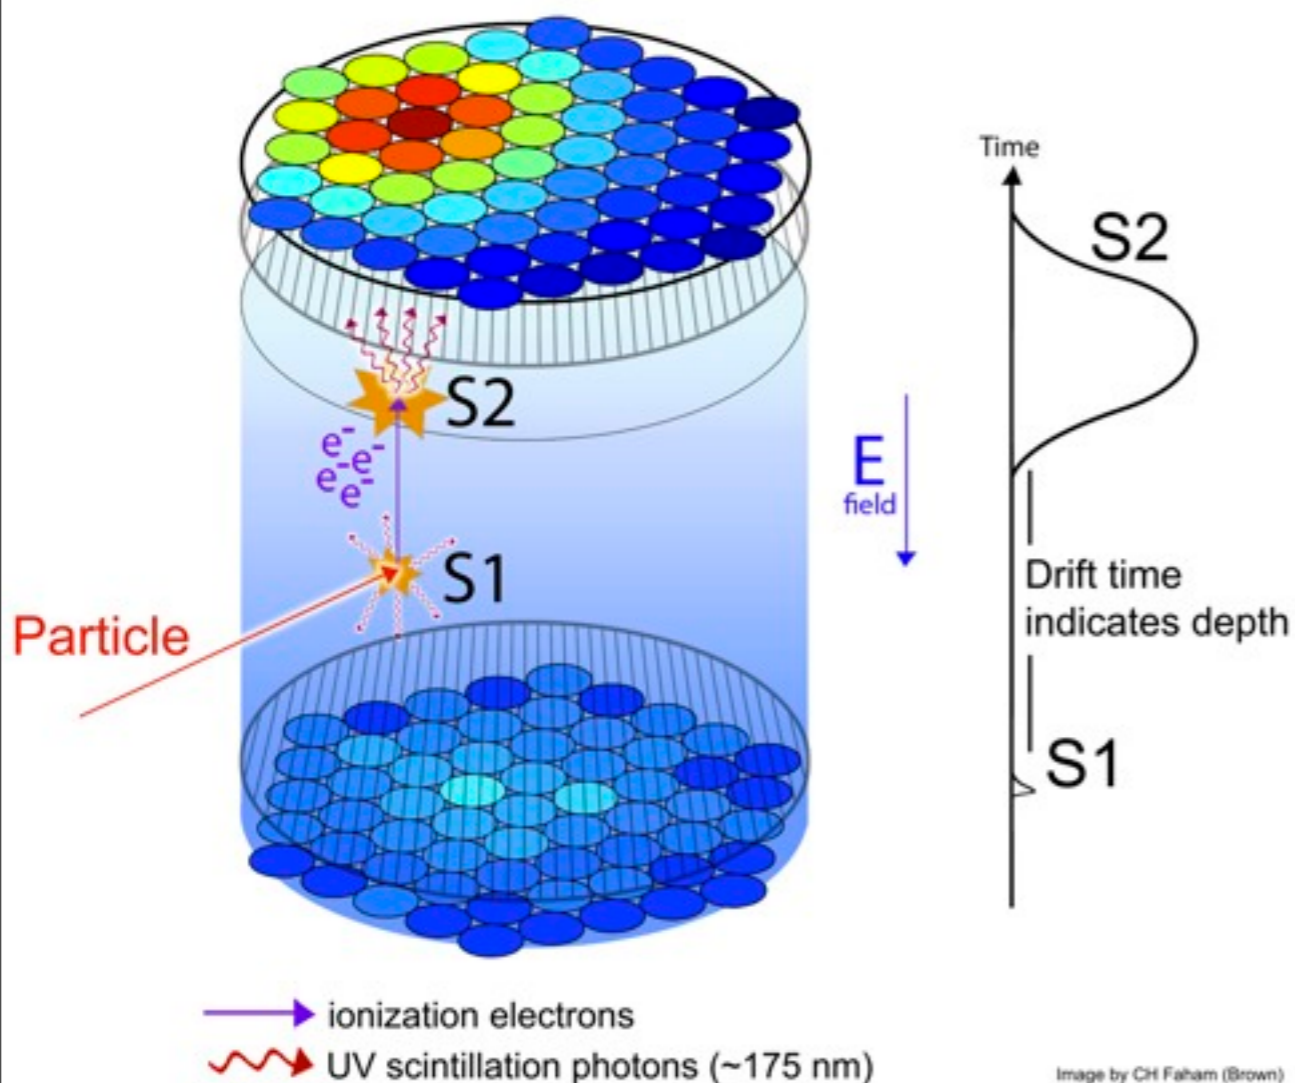 Time
S2
S2
e-
e-
e-
e-
E
field
S1
Drift time
indicates depth
Particle
S1
ionization electrons
UV scintillation photons (~175 nm)
Image by CH Faham (Brown)